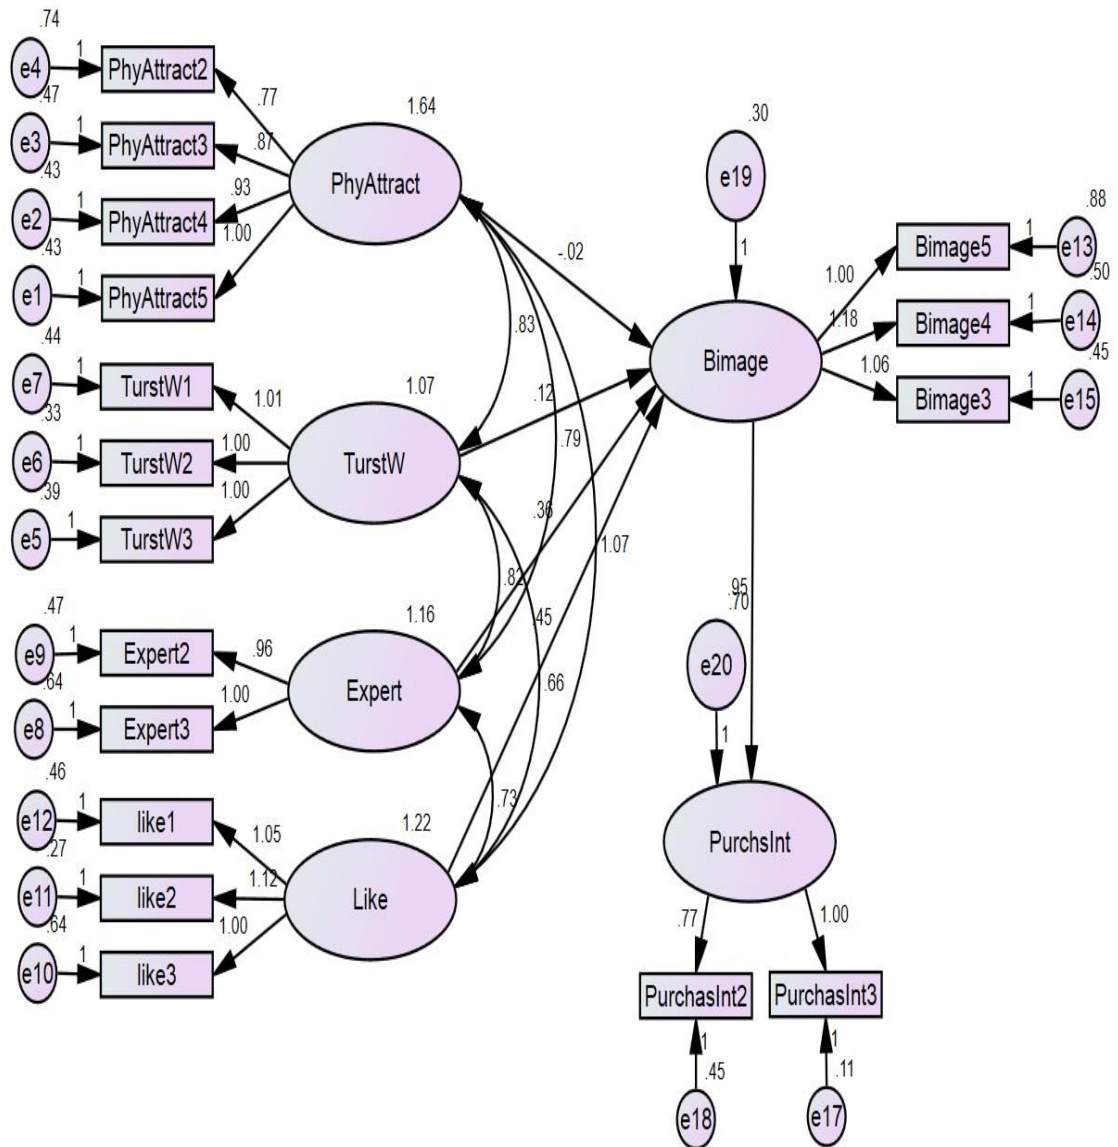 .74
e4
1
PhyAttract2
.77
.47
e3
1
PhyAttract3
.87
.43
e2
1
PhyAttract4
.93
.43
e1
1
PhyAttract5
1.00
1.64
PhyAttract
.44
e7
1
TurstW1
1.01
.33
e6
1
TurstW2
1.00
.39
e5
1
TurstW3
1.00
1.07
TurstW
.47
e9
1
Expert2
.96
.64
e8
1
Expert3
1.00
1.16
Expert
.46
e12
1
like1
1.05
.27
e11
1
like2
1.12
.64
e10
1
like3
1.00
1.22
Like
.83
.79
1.07
.82
.66
.73
-.02
.12
.36
.45
.30
e19
1
Bimage
1.00
Bimage5
1
.88
e13
1.18
Bimage4
1
.50
e14
1.06
Bimage3
1
.45
e15
.95
.70
e20
1
PurchsInt
.77
1.00
PurchasInt2
PurchasInt3
1
.45
e18
1
.11
e17